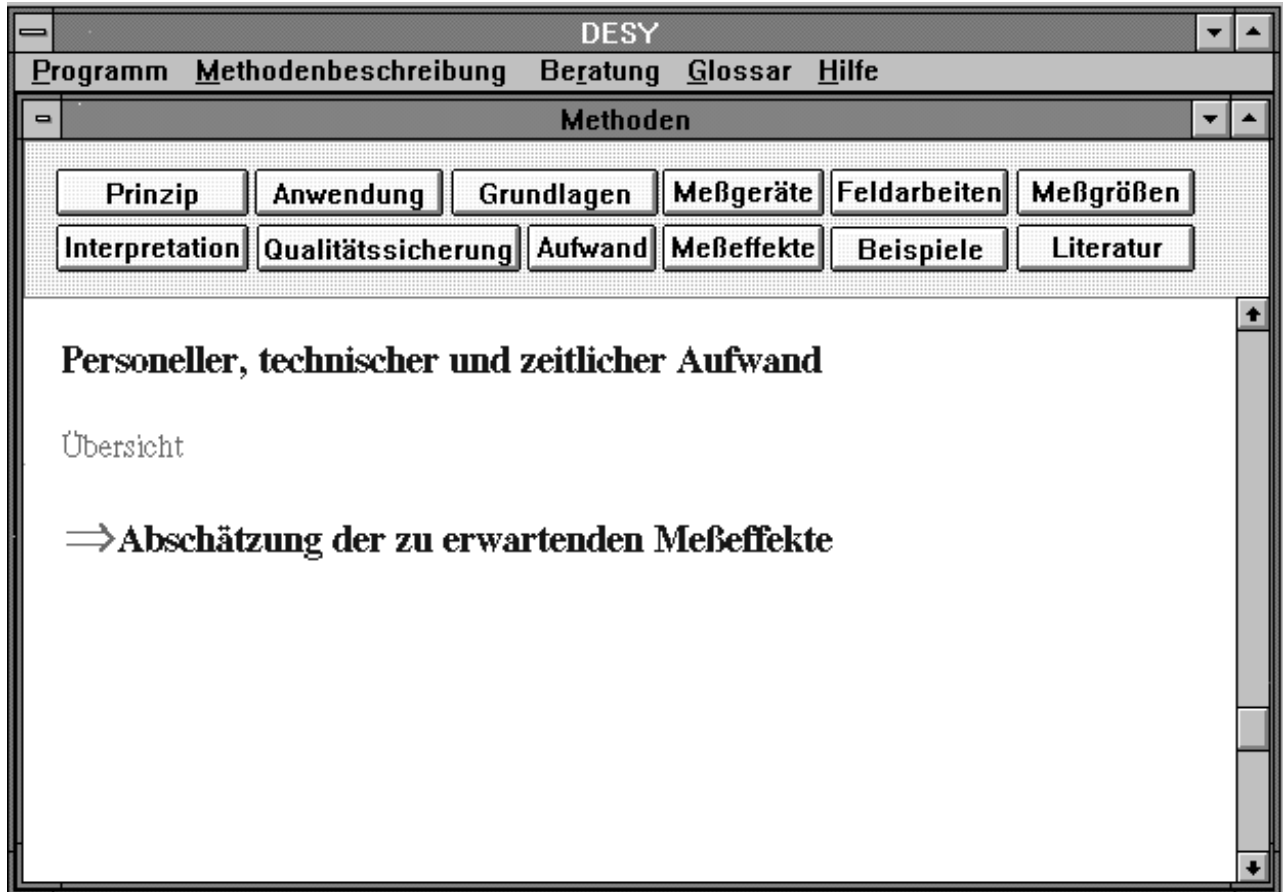 DESY
Programm Methodenbeschreibung Beratung Glossar Hilfe
Methoden
Prinzip Anwendung Grundlagen Meßgeräte Feldarbeiten Meßgrößen
Interpretation Qualitätssicherung Aufwand Meßeffekte Beispiele Literatur
Personeller, technischer und zeitlicher Aufwand
Übersicht
⇒Abschätzung der zu erwartenden Meßeffekte